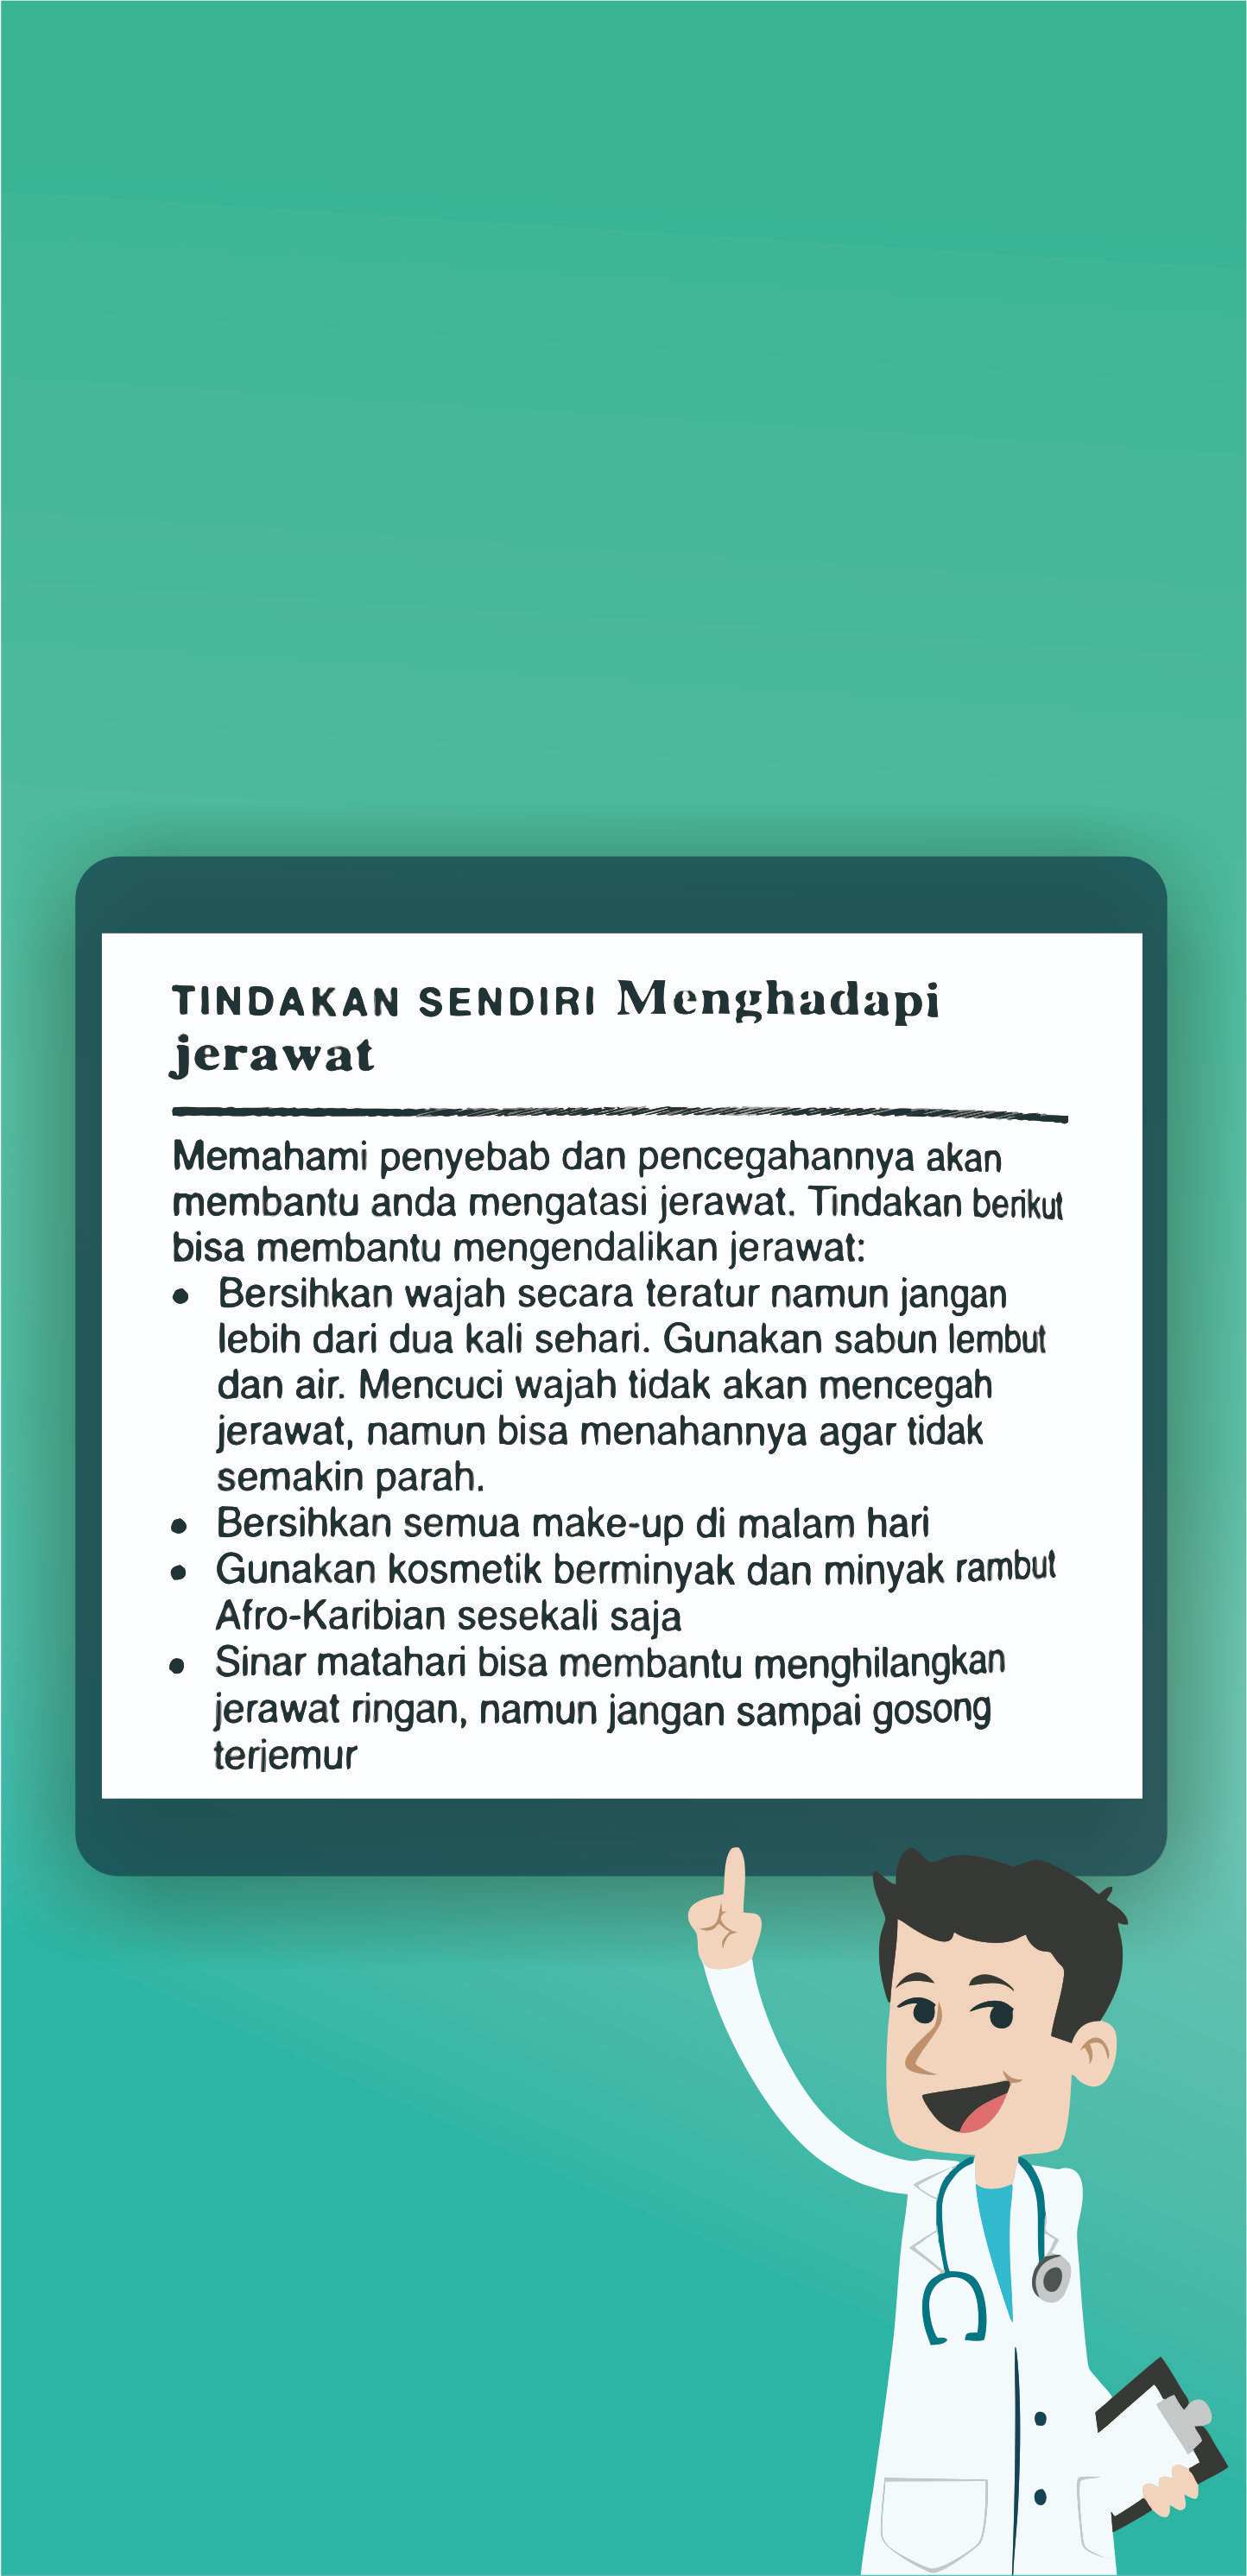 TINDAKAN SENDIRI Menghadapi
jerawat
Memahami penyebab dan pencegahannya akan
membantu anda mengatasi jerawat. Tindakan berikut
bisa membantu mengendalikan jerawat:
• Bersihkan wajah secara teratur namun jangan
lebih dari dua kali sehari. Gunakan sabun lembut
dan air. Mencuci wajah tidak akan mencegah
jerawat, namun bisa menahannya agar tidak
semakin parah.
• Bersihkan semua make-up di malam hari
• Gunakan kosmetik berminyak dan minyak rambut
Afro-Karibian sesekali saja
• Sinar matahari bisa membantu menghilangkan
jerawat ringan, namun jangan sampai gosong
terjemur